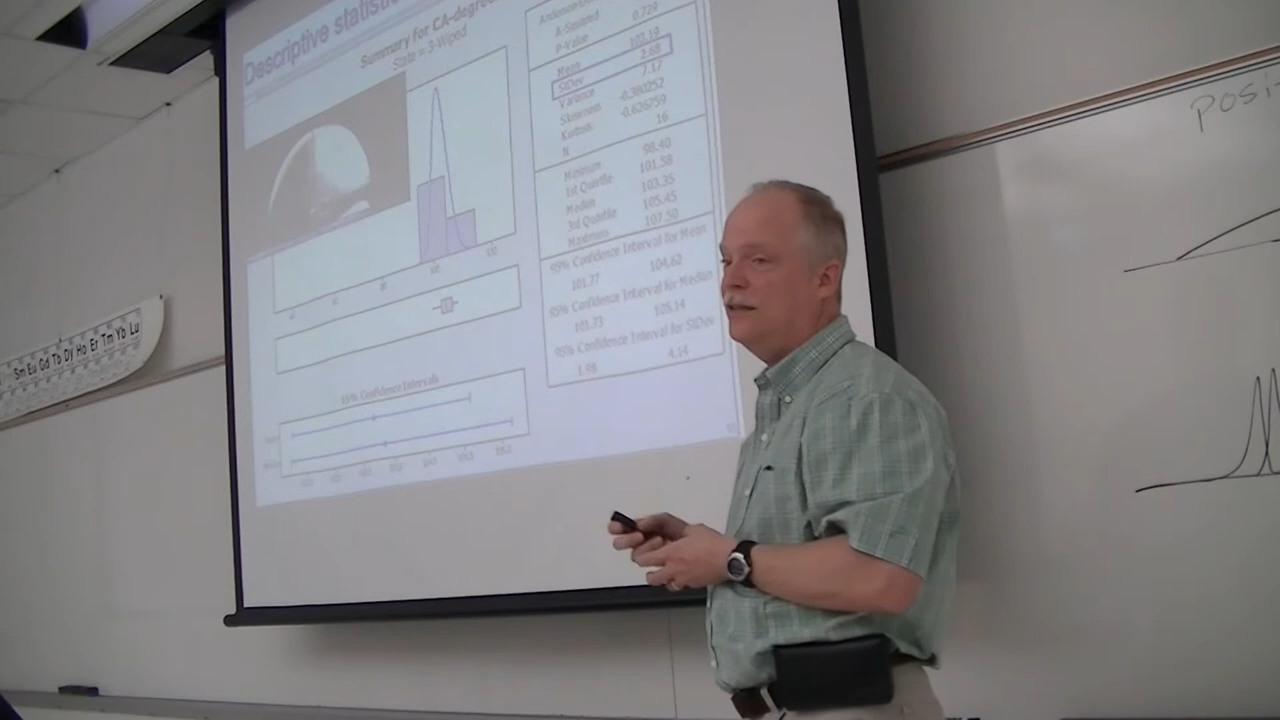 Descriptive statistic
Summary for CA-degre
State = 3-Wiped
Anderson-D
A-Squared 0.729
P-Value
Mean 103.19
StDev 2.68
Variance 7.17
Skewness -0.380252
Kurtosis -0.626759
N 16
Minimum 98.40
1st Quartile 101.58
Median 103.35
3rd Quartile 105.45
Maximum 107.50
95% Confidence Interval for Mean
101.77 104.62
95% Confidence Interval for Median
101.73 105.14
95% Confidence Interval for StDev
1.98 4.14
95% Confidence Intervals
Sm Eu Gd Tb Dy Ho Er Tm Yb Lu
POSI